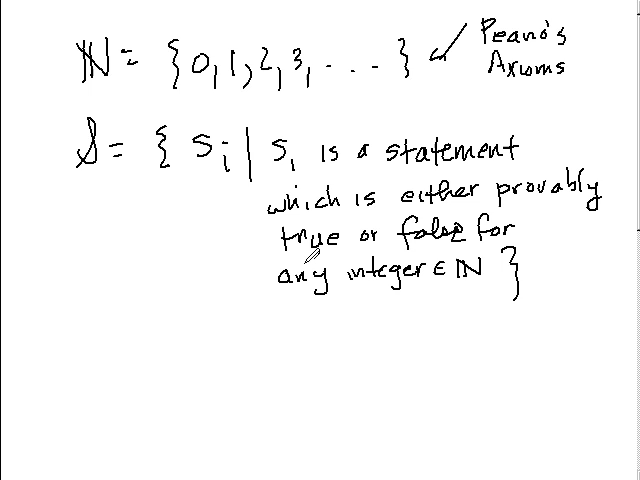 ℕ = {0, 1, 2, 3, ...} ✓ Peano's
Axioms
S = { Sᵢ | Sᵢ is a statement
which is either provably
true or false for
any integer ∈ ℕ }